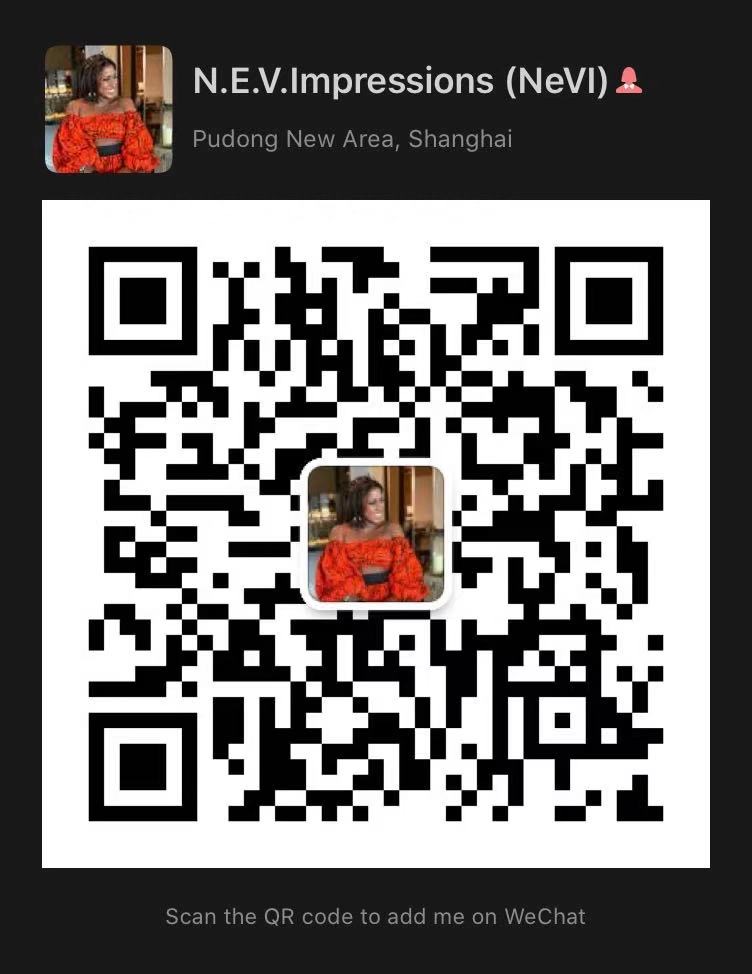 N.E.V.Impressions (NeVI)
Pudong New Area, Shanghai
Scan the QR code to add me on WeChat